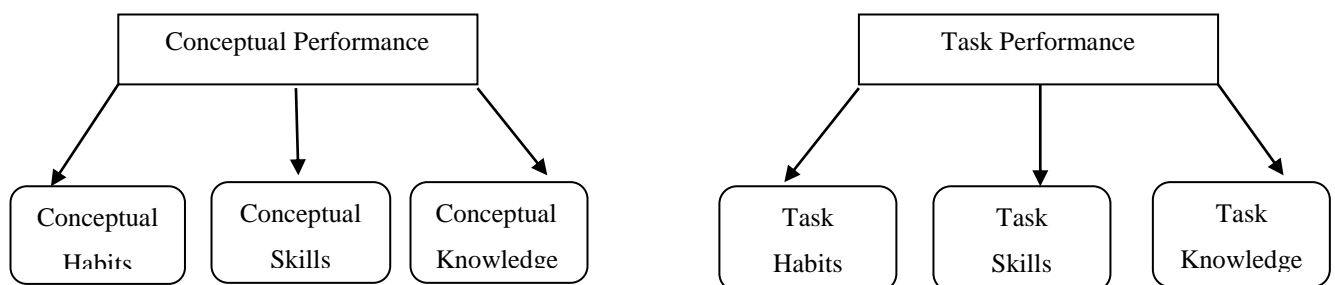 Conceptual Performance
Task Performance
Conceptual
Habits
Conceptual
Skills
Conceptual
Knowledge
Task
Habits
Task
Skills
Task
Knowledge